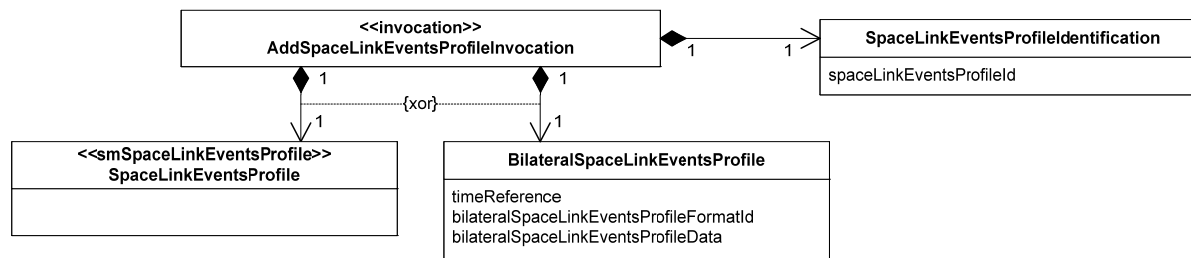 <<invocation>>
AddSpaceLinkEventsProfileInvocation
1
1
SpaceLinkEventsProfileIdentification
spaceLinkEventsProfileId
1
1
{xor}
1
1
<<smSpaceLinkEventsProfile>>
SpaceLinkEventsProfile
BilateralSpaceLinkEventsProfile
timeReference
bilateralSpaceLinkEventsProfileFormatId
bilateralSpaceLinkEventsProfileData